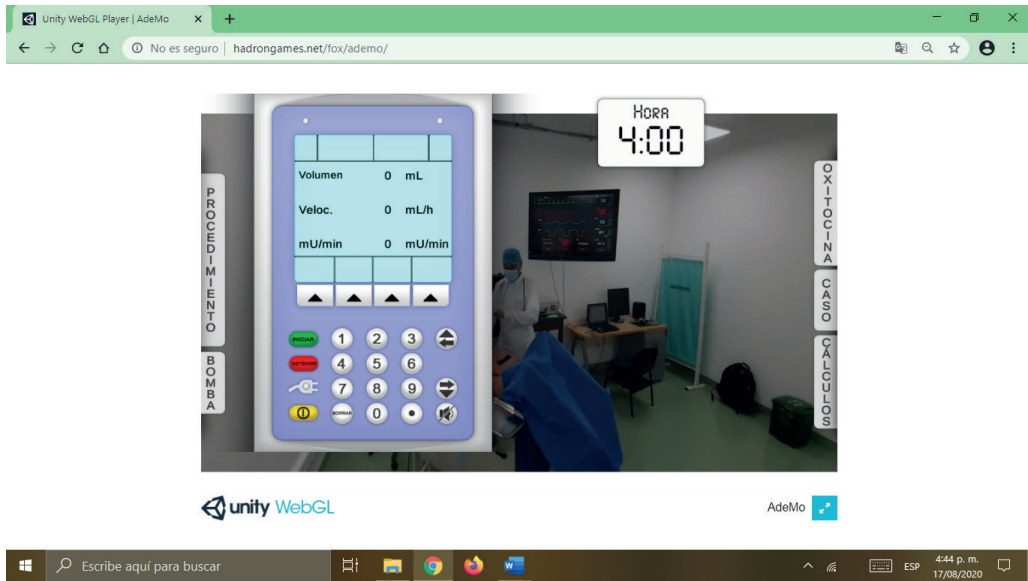 Unity WebGL Player | AdeMo
No es seguro | hadrongames.net/fox/ademo/
HORA
4:00
Volumen 0 mL
Veloc. 0 mL/h
mU/min 0 mU/min
INICIAR 1 2 3
DETENER 4 5 6
7 8 9
BORRAR 0 •
PROCEDIMIENTO
BOMBA
OXITOCINA
CASO
CÁLCULOS
unity WebGL
AdeMo
Escribe aquí para buscar
W
ESP
4:44 p. m.
17/08/2020